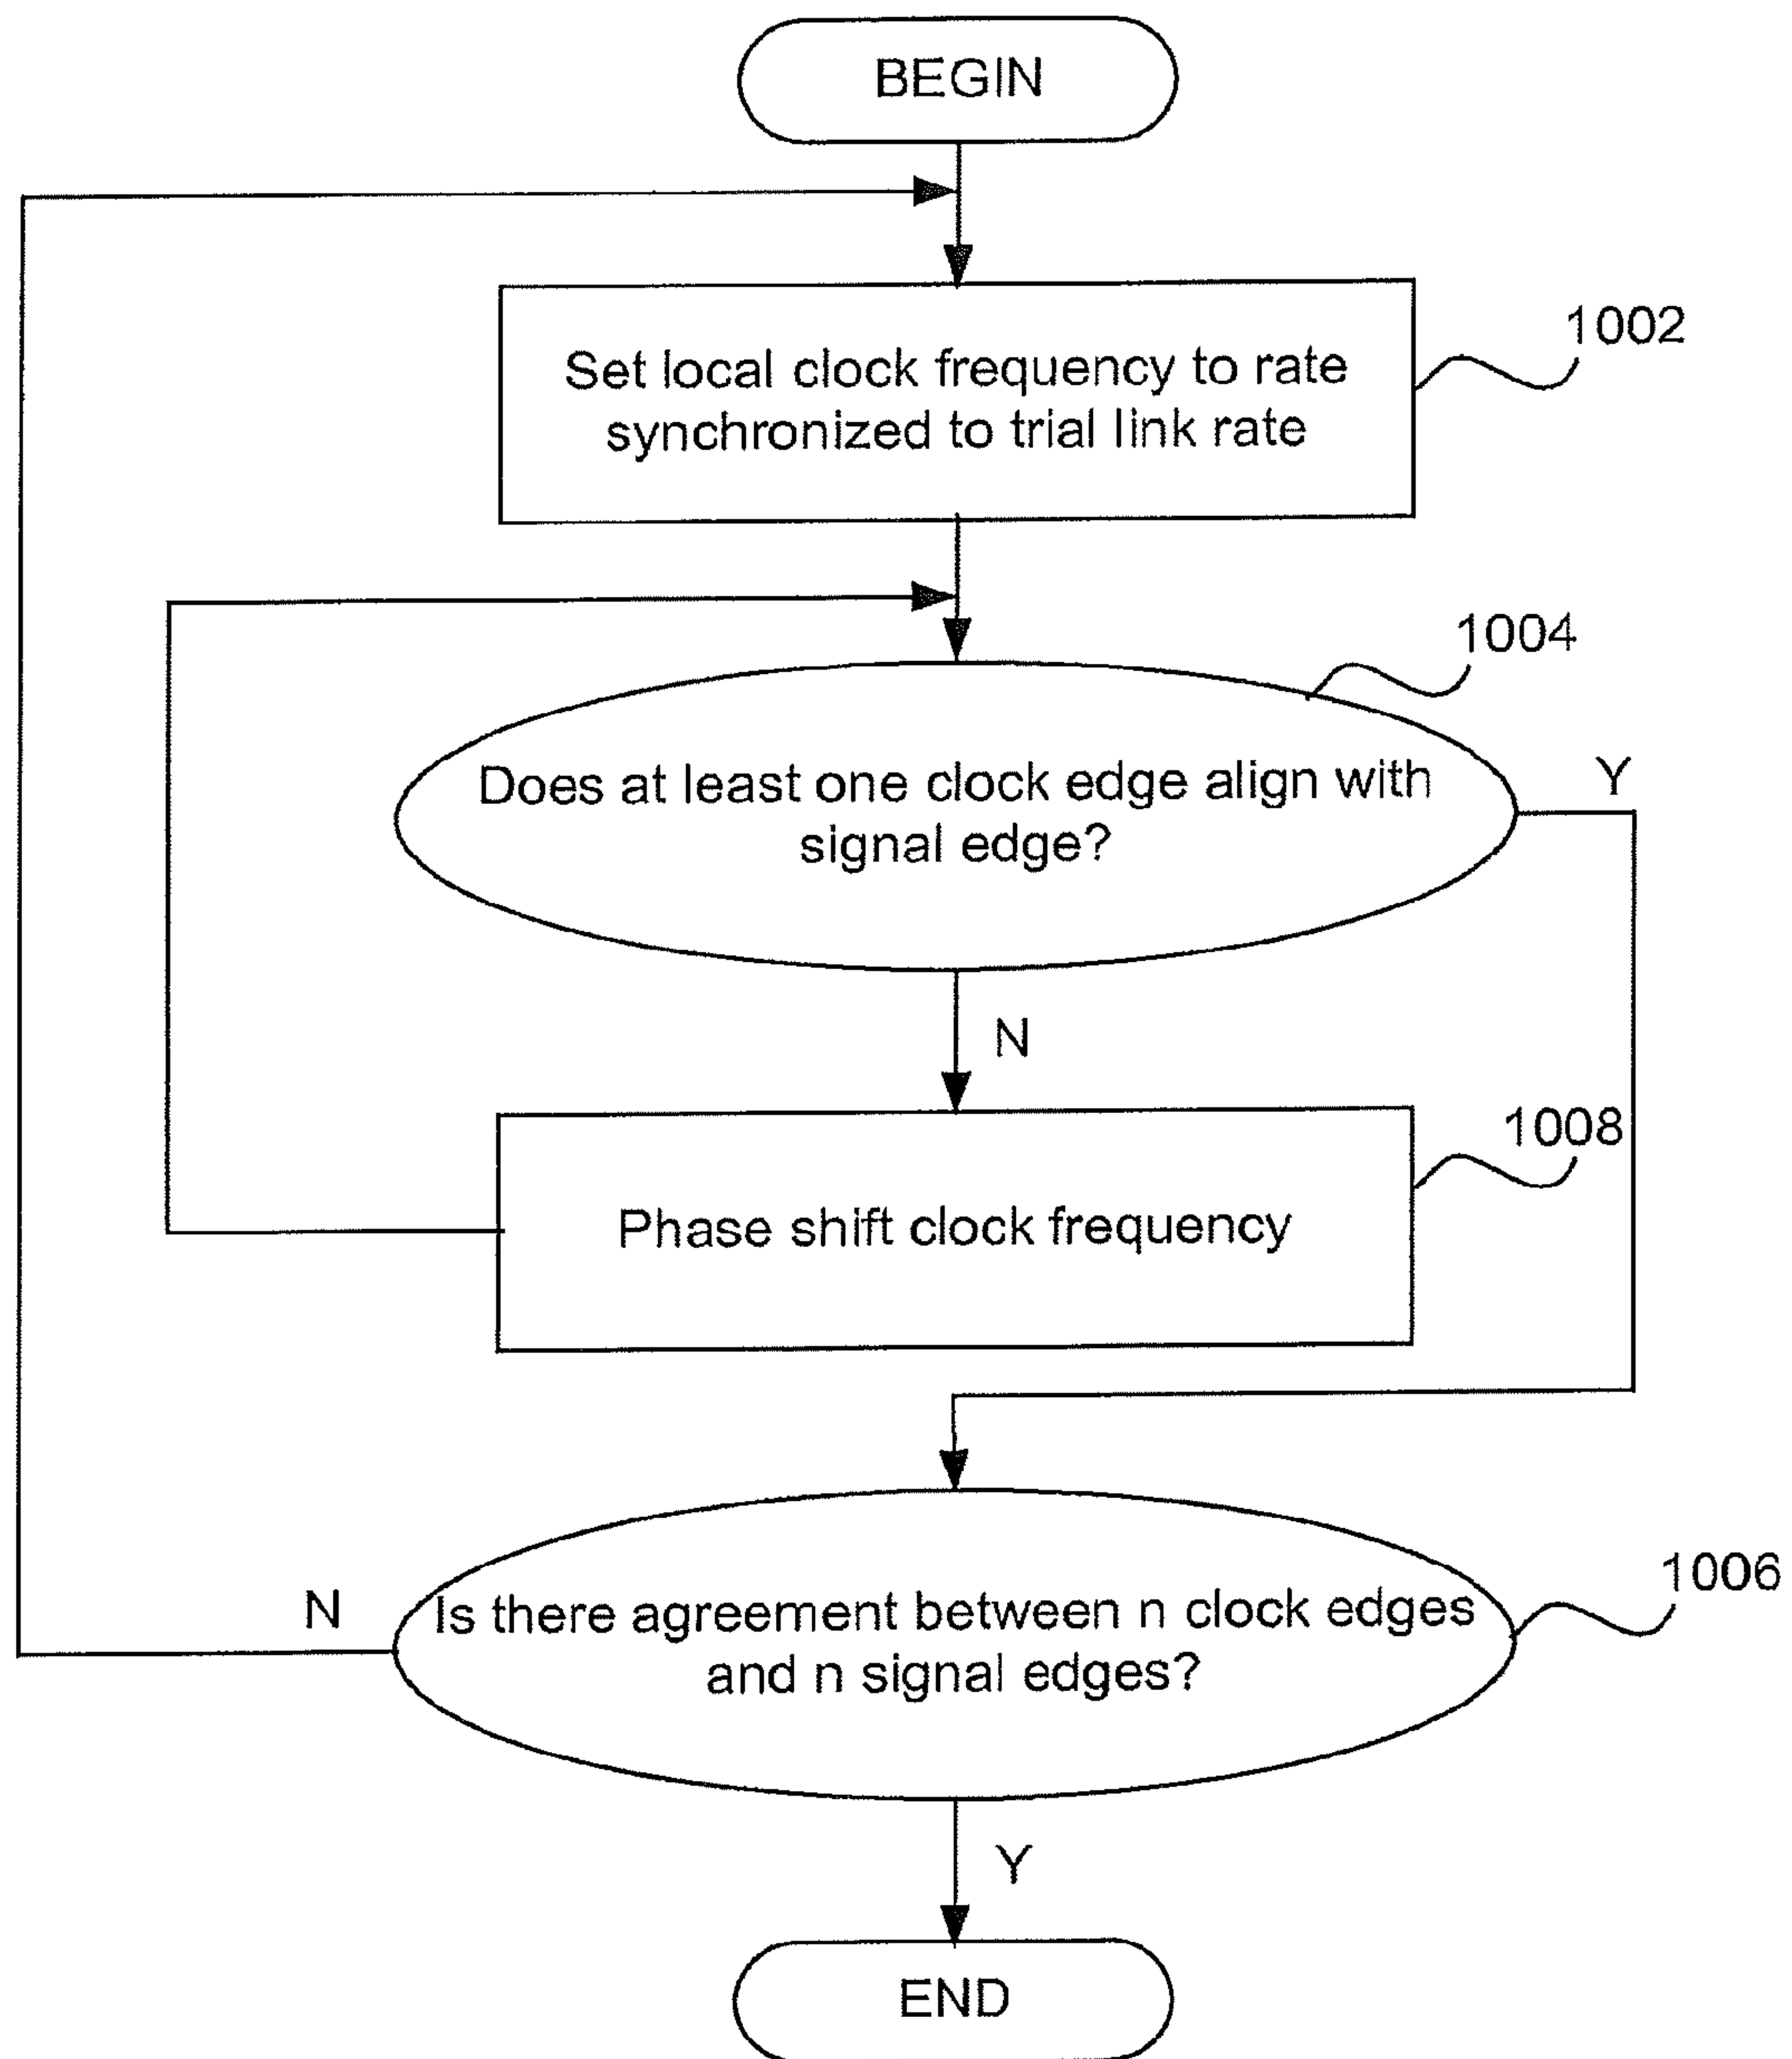 BEGIN
1002
Set local clock frequency to rate
synchronized to trial link rate
1004
Does at least one clock edge align with
signal edge?
Y
N
1008
Phase shift clock frequency
1006
N
Is there agreement between n clock edges
and n signal edges?
Y
END